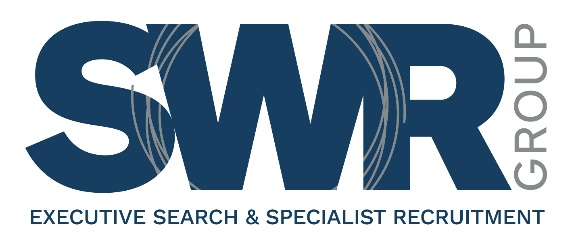 SWR
GROUP
EXECUTIVE SEARCH & SPECIALIST RECRUITMENT